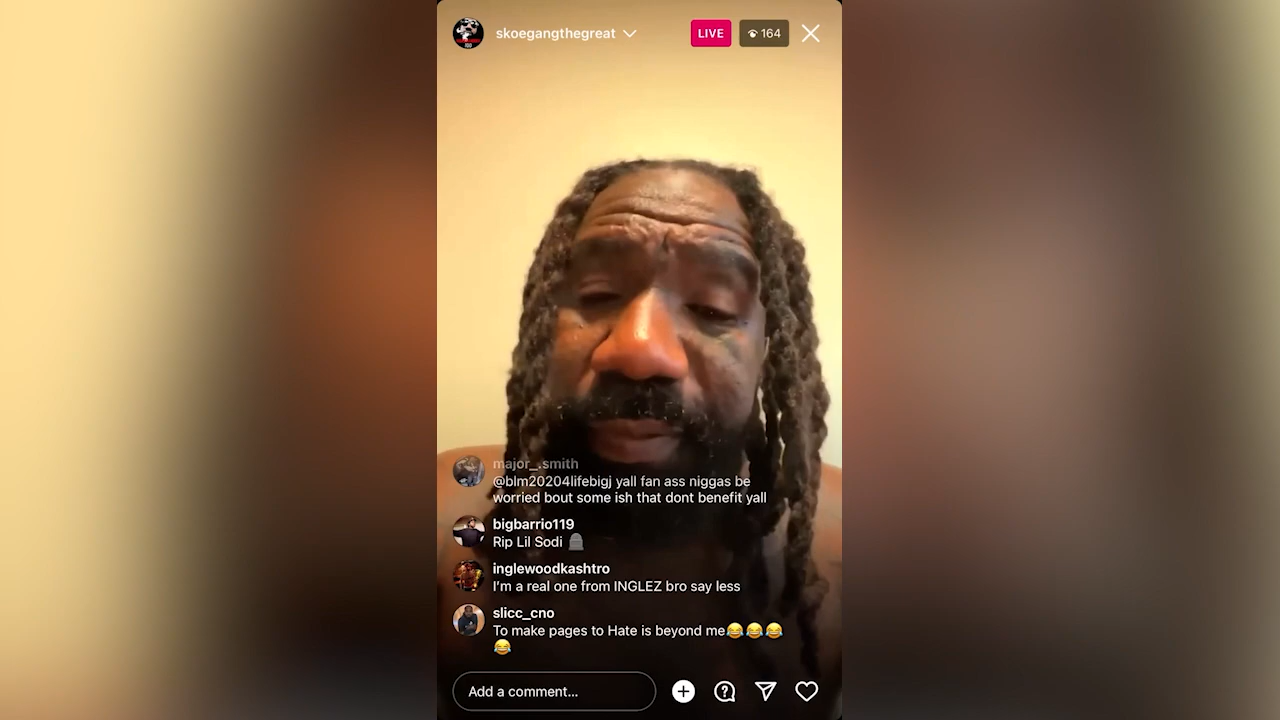 skoegangthegreat
LIVE
164
major_.smith
@blm20204lifebigj yall fan ass niggas be
worried bout some ish that dont benefit yall
bigbarrio119
Rip Lil Sodi 🪦
inglewoodkashtro
I'm a real one from INGLEZ bro say less
slicc_cno
To make pages to Hate is beyond me😂😂😂
😂
Add a comment...